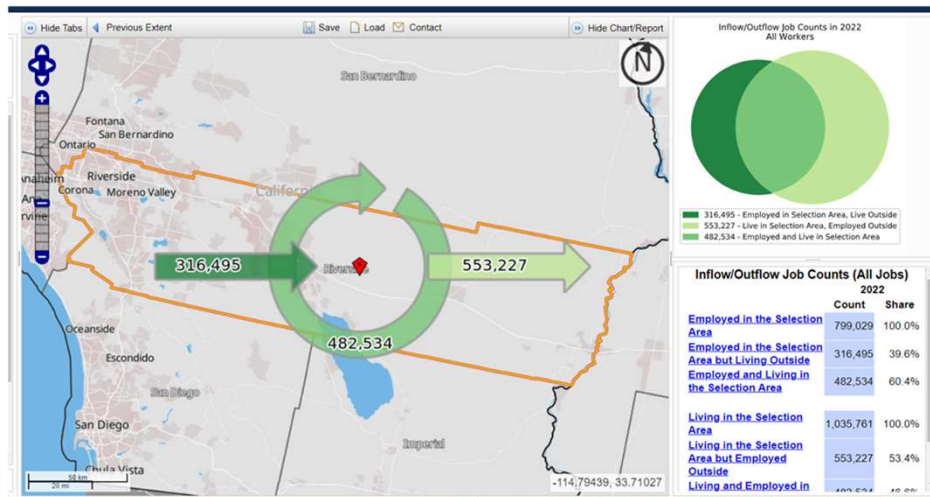 Hide Tabs
Previous Extent
Save
Load
Contact
Hide Chart/Report
N
San Bernardino
Fontana
San Bernardino
Ontario
Riverside
Corona
Moreno Valley
316,495
553,227
482,534
Oceanside
Escondido
San Diego
San Diego
Imperial
Chula Vista
50 km
20 mi
-114.79439, 33.71027
Inflow/Outflow Job Counts in 2022
All Workers
316,495 - Employed in Selection Area, Live Outside
553,227 - Live in Selection Area, Employed Outside
482,534 - Employed and Live in Selection Area
Inflow/Outflow Job Counts (All Jobs)
2022
Count Share
Employed in the Selection
Area 799,029 100.0%
Employed in the Selection
Area but Living Outside 316,495 39.6%
Employed and Living in
the Selection Area 482,534 60.4%
Living in the Selection
Area 1,035,761 100.0%
Living in the Selection
Area but Employed
Outside 553,227 53.4%
Living and Employed in